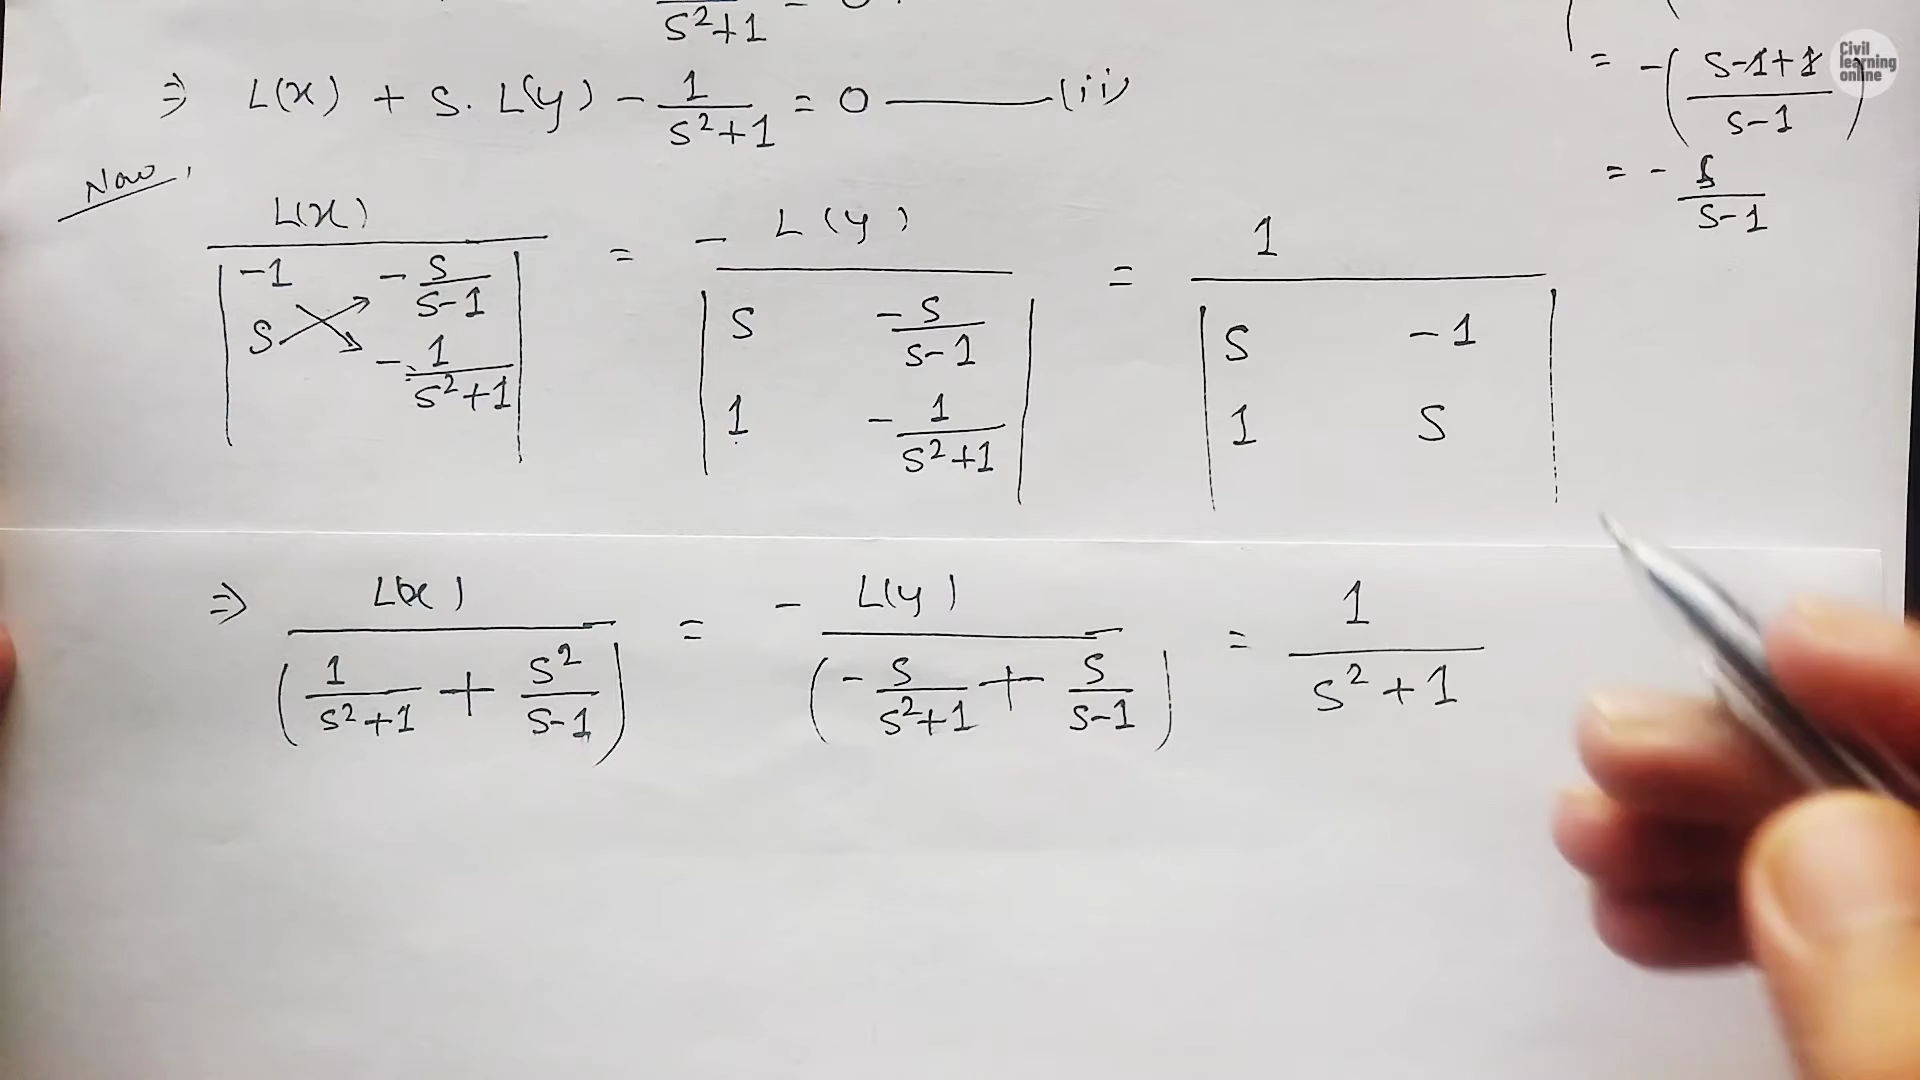 s²+1 = 0
⇒ L(x) + s. L(y) - 1/(s²+1) = 0 ———(ii)
= -((s-1+1)/(s-1))
Civil learning online
= - s/(s-1)
Now,
L(x)/|-1 -s/(s-1); s -1/(s²+1)| = - L(y)/|s -s/(s-1); 1 -1/(s²+1)| = 1/|s -1; 1 s|
⇒ L(x)/(1/(s²+1) + s²/(s-1)) = - L(y)/(-s/(s²+1) + s/(s-1)) = 1/(s²+1)